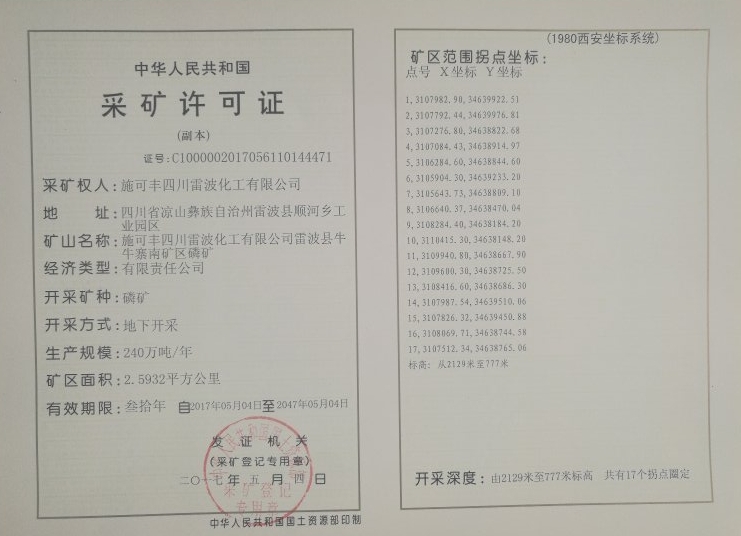 中华人民共和国
采矿许可证
(副本)
证号:C1000002017056110144471
采矿权人:施可丰四川雷波化工有限公司
地 址:四川省凉山彝族自治州雷波县顺河乡工
业园区
矿山名称:施可丰四川雷波化工有限公司雷波县牛
牛寨南矿区磷矿
经济类型:有限责任公司
开采矿种:磷矿
开采方式:地下开采
生产规模:240万吨/年
矿区面积:2.5932平方公里
有效期限:叁拾年 自2017年05月04日至2047年05月04日
发证机关
(采矿登记专用章)
二〇一七年五月四日
采矿登记
专用章
中华人民共和国国土资源部印制
(1980西安坐标系统)
矿区范围拐点坐标:
点号 X坐标 Y坐标
1,3107982.90,34639922.51
2,3107792.44,34639976.81
3,3107276.80,34638822.68
4,3107084.43,34638914.97
5,3106284.60,34638844.60
6,3105904.30,34639233.20
7,3105643.73,34638809.10
8,3106640.37,34638470.04
9,3108284.40,34638184.20
10,3110415.30,34638148.20
11,3109940.80,34638667.90
12,3109600.30,34638725.50
13,3108416.60,34638686.30
14,3107987.54,34639510.06
15,3107826.32,34639450.88
16,3108069.71,34638744.58
17,3107512.34,34638765.06
标高: 从2129米至777米
开采深度:由2129米至777米标高 共有17个拐点圈定